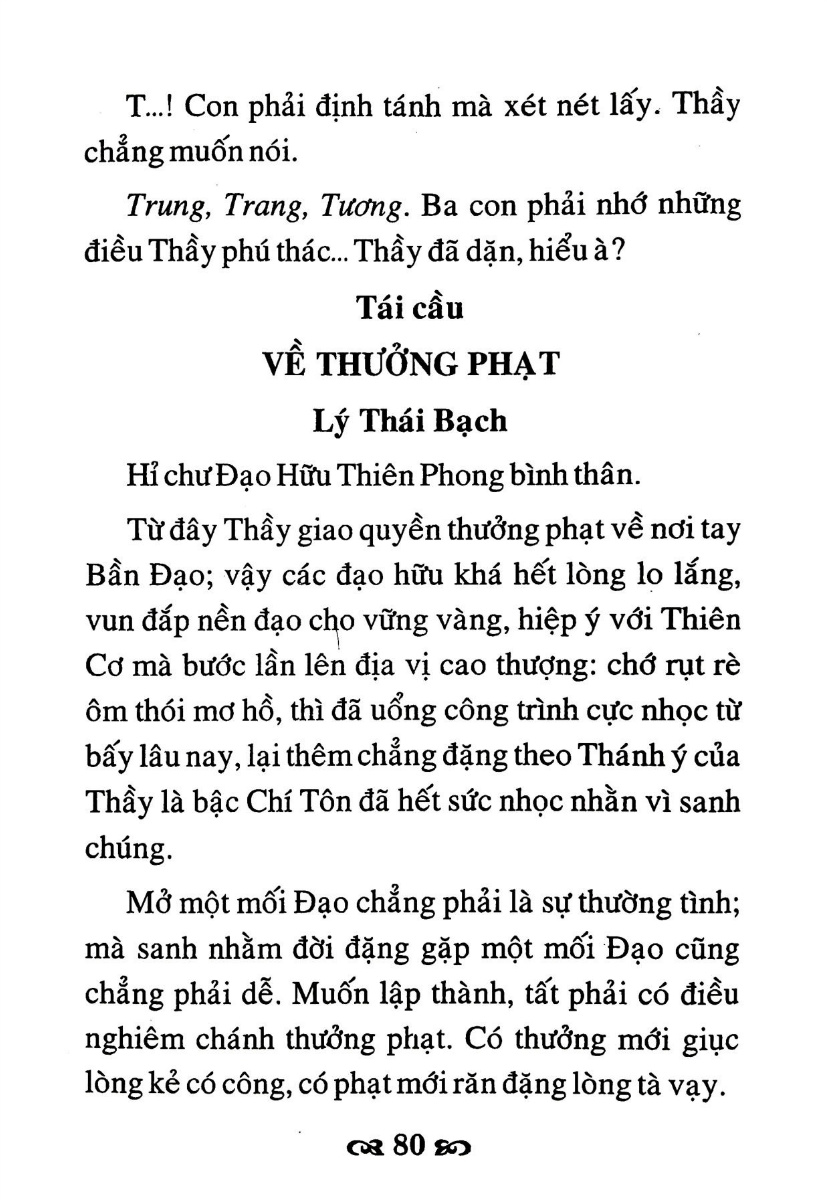 T...! Con phải định tánh mà xét nét lấy. Thầy
chẳng muốn nói.
Trung, Trang, Tương. Ba con phải nhớ những
điều Thầy phú thác... Thầy đã dặn, hiểu à?
Tái cầu
VỀ THƯỞNG PHẠT
Lý Thái Bạch
Hỉ chư Đạo Hữu Thiên Phong bình thân.
Từ đây Thầy giao quyền thưởng phạt về nơi tay
Bần Đạo; vậy các đạo hữu khá hết lòng lo lắng,
vun đắp nền đạo cho vững vàng, hiệp ý với Thiên
Cơ mà bước lần lên địa vị cao thượng: chớ rụt rè
ôm thói mơ hồ, thì đã uổng công trình cực nhọc từ
bấy lâu nay, lại thêm chẳng đặng theo Thánh ý của
Thầy là bậc Chí Tôn đã hết sức nhọc nhằn vì sanh
chúng.
Mở một mối Đạo chẳng phải là sự thường tình;
mà sanh nhằm đời đặng gặp một mối Đạo cũng
chẳng phải dễ. Muốn lập thành, tất phải có điều
nghiêm chánh thưởng phạt. Có thưởng mới giục
lòng kẻ có công, có phạt mới răn đặng lòng tà vạy.
80